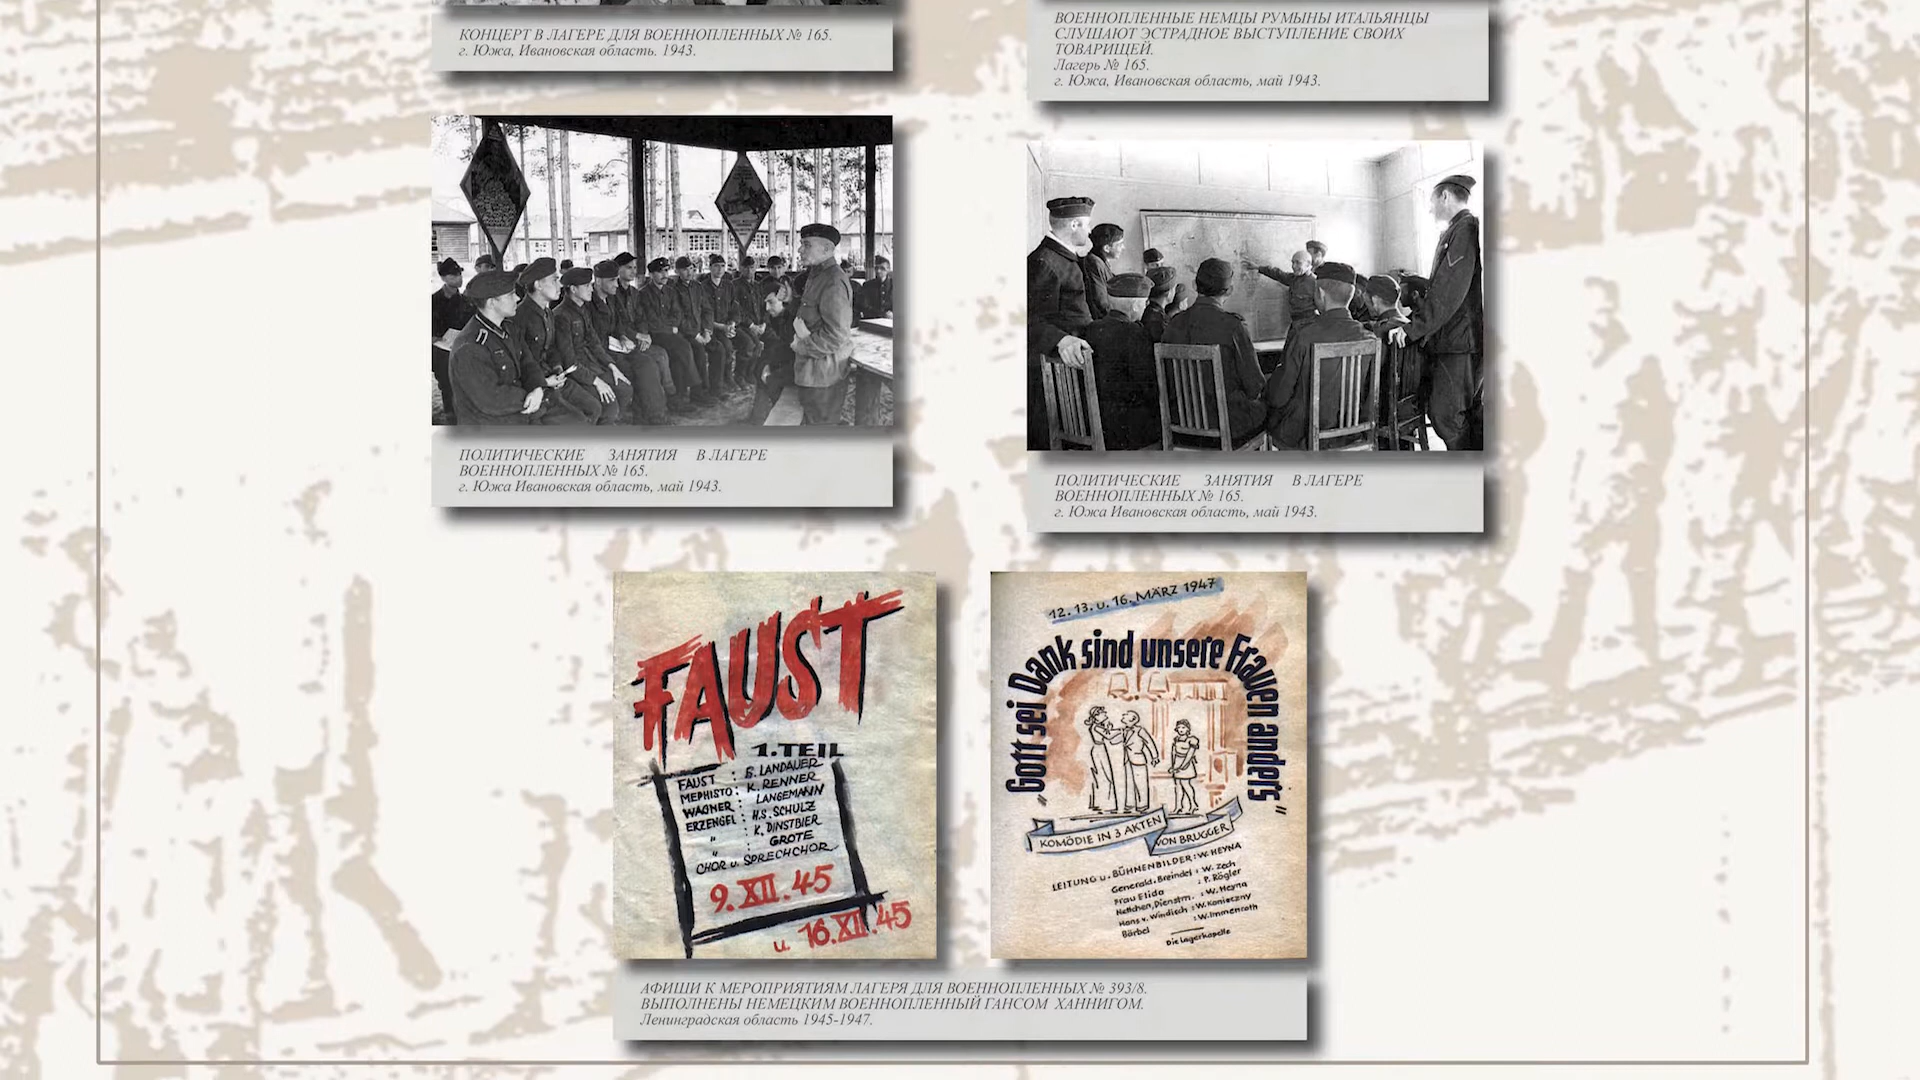 КОНЦЕРТ В ЛАГЕРЕ ДЛЯ ВОЕННОПЛЕННЫХ № 165.
г. Южа, Ивановская область. 1943.
ВОЕННОПЛЕННЫЕ НЕМЦЫ РУМЫНЫ ИТАЛЬЯНЦЫ
СЛУШАЮТ ЭСТРАДНОЕ ВЫСТУПЛЕНИЕ СВОИХ
ТОВАРИЩЕЙ.
Лагерь № 165.
г. Южа, Ивановская область, май 1943.
ПОЛИТИЧЕСКИЕ ЗАНЯТИЯ В ЛАГЕРЕ
ВОЕННОПЛЕННЫХ № 165.
г. Южа Ивановская область, май 1943.
ПОЛИТИЧЕСКИЕ ЗАНЯТИЯ В ЛАГЕРЕ
ВОЕННОПЛЕННЫХ № 165.
г. Южа Ивановская область, май 1943.
FAUST
1. TEIL
FAUST : B. LANDAUER
MEPHISTO : K. RENNER
WAGNER : LANGEMANN
ERZENGEL : H.S. SCHULZ
" : K. DINSTBIER
" : GROTE
CHOR u. SPRECHCHOR
9. XII. 45
u. 16. XII. 45
12. 13. u. 16. MÄRZ 1947
„Gott sei Dank sind unsere Frauen anders"
KOMÖDIE IN 3 AKTEN VON BRUGGER
LEITUNG u. BÜHNENBILDER : W. HEYNA
Generald. Breindel : W. Zech
Frau Elida : P. Rögler
Nettchen, Dienstm. : W. Heyna
Hans v. Windisch : W. Konieczny
Bärbel : W. Immenroth
Die Lagerkapelle
АФИШИ К МЕРОПРИЯТИЯМ ЛАГЕРЯ ДЛЯ ВОЕННОПЛЕННЫХ № 393/8.
ВЫПОЛНЕНЫ НЕМЕЦКИМ ВОЕННОПЛЕННЫЙ ГАНСОМ ХАННИГОМ.
Ленинградская область 1945-1947.